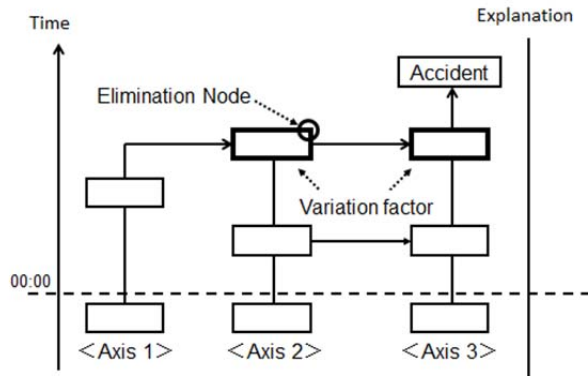 Time
Explanation
Accident
Elimination Node
Variation factor
00:00
<Axis 1>
<Axis 2>
<Axis 3>